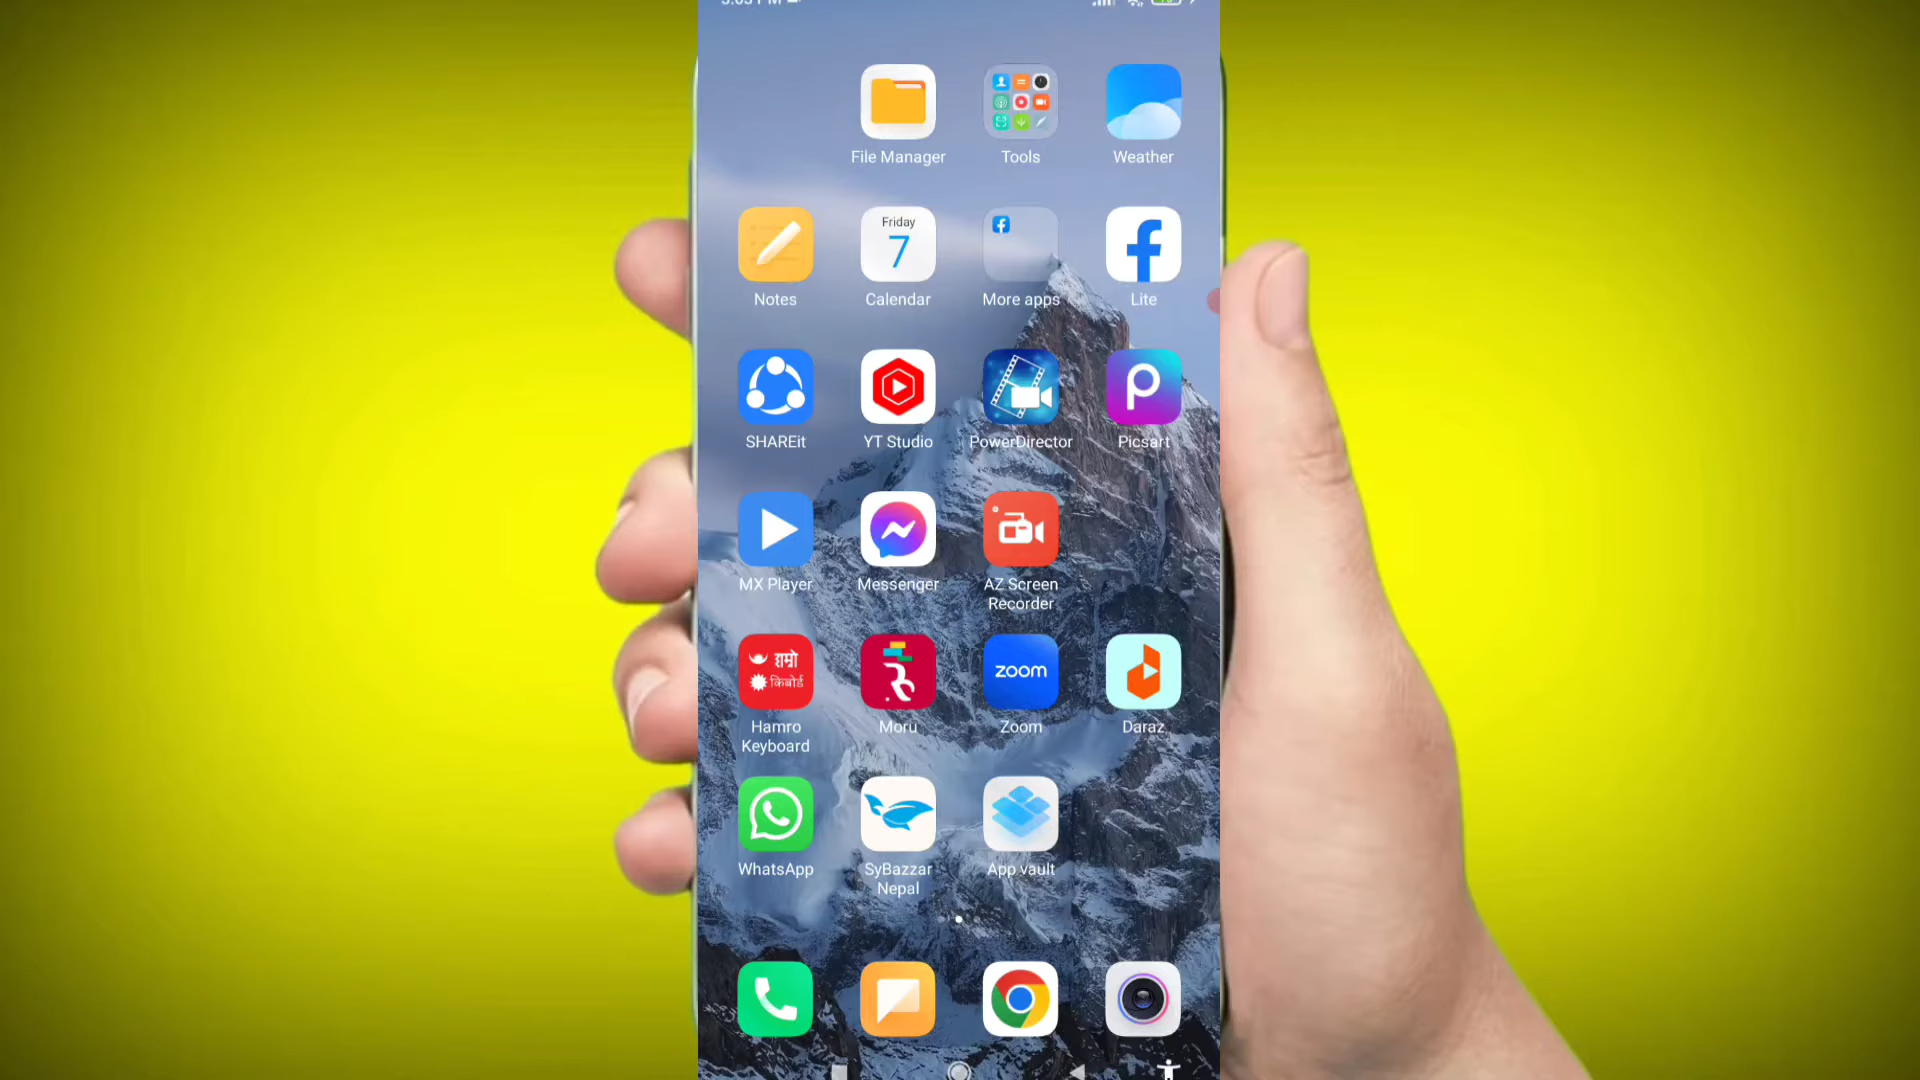 File Manager
Tools
Weather
Friday
7
Notes
Calendar
More apps
Lite
SHAREit
YT Studio
PowerDirector
Picsart
MX Player
Messenger
AZ Screen
Recorder
हाम्रो
किबोर्ड
zoom
Hamro
Keyboard
Moru
Zoom
Daraz
WhatsApp
SyBazzar
Nepal
App vault